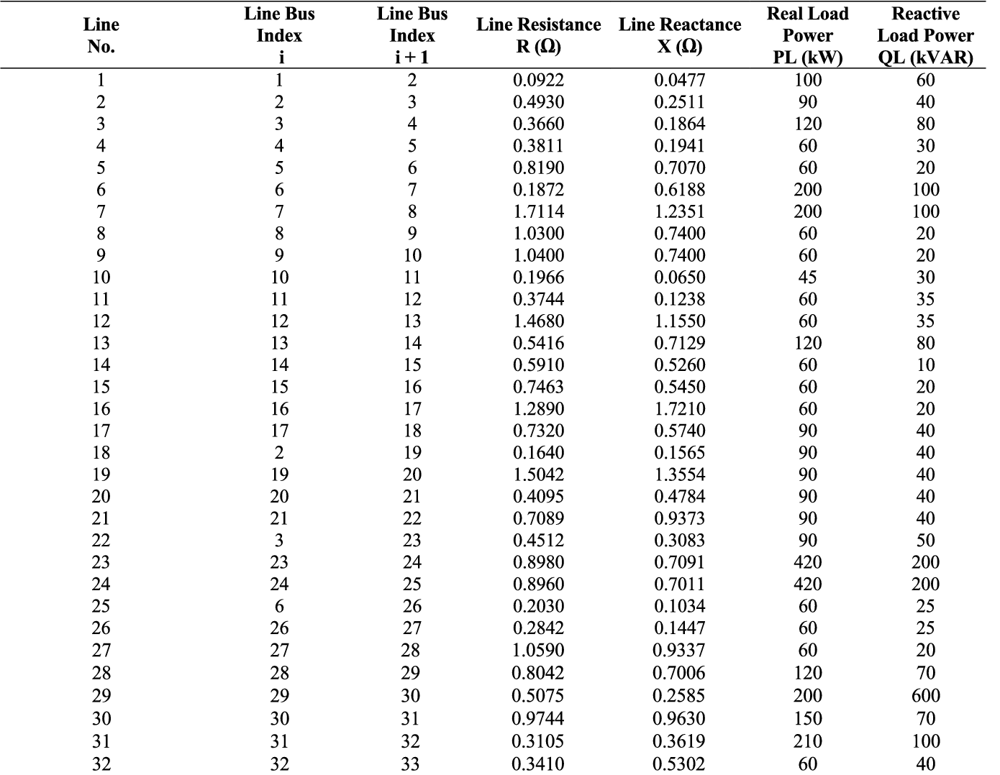 Line No. Line Bus Index i Line Bus Index i + 1 Line Resistance R (Ω) Line Reactance X (Ω) Real Load Power PL (kW) Reactive Load Power QL (kVAR)
1 1 2 0.0922 0.0477 100 60
2 2 3 0.4930 0.2511 90 40
3 3 4 0.3660 0.1864 120 80
4 4 5 0.3811 0.1941 60 30
5 5 6 0.8190 0.7070 60 20
6 6 7 0.1872 0.6188 200 100
7 7 8 1.7114 1.2351 200 100
8 8 9 1.0300 0.7400 60 20
9 9 10 1.0400 0.7400 60 20
10 10 11 0.1966 0.0650 45 30
11 11 12 0.3744 0.1238 60 35
12 12 13 1.4680 1.1550 60 35
13 13 14 0.5416 0.7129 120 80
14 14 15 0.5910 0.5260 60 10
15 15 16 0.7463 0.5450 60 20
16 16 17 1.2890 1.7210 60 20
17 17 18 0.7320 0.5740 90 40
18 2 19 0.1640 0.1565 90 40
19 19 20 1.5042 1.3554 90 40
20 20 21 0.4095 0.4784 90 40
21 21 22 0.7089 0.9373 90 40
22 3 23 0.4512 0.3083 90 50
23 23 24 0.8980 0.7091 420 200
24 24 25 0.8960 0.7011 420 200
25 6 26 0.2030 0.1034 60 25
26 26 27 0.2842 0.1447 60 25
27 27 28 1.0590 0.9337 60 20
28 28 29 0.8042 0.7006 120 70
29 29 30 0.5075 0.2585 200 600
30 30 31 0.9744 0.9630 150 70
31 31 32 0.3105 0.3619 210 100
32 32 33 0.3410 0.5302 60 40